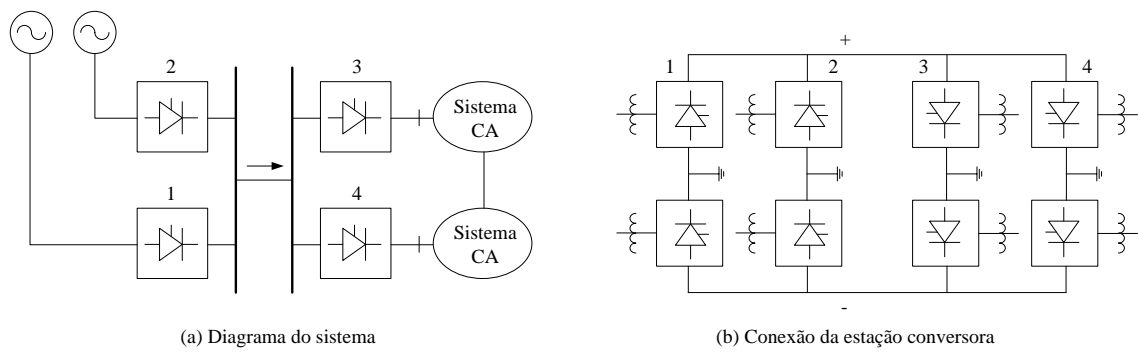 2
3
Sistema
CA
1
4
Sistema
CA
(a) Diagrama do sistema
+
1
2
3
4
-
(b) Conexão da estação conversora